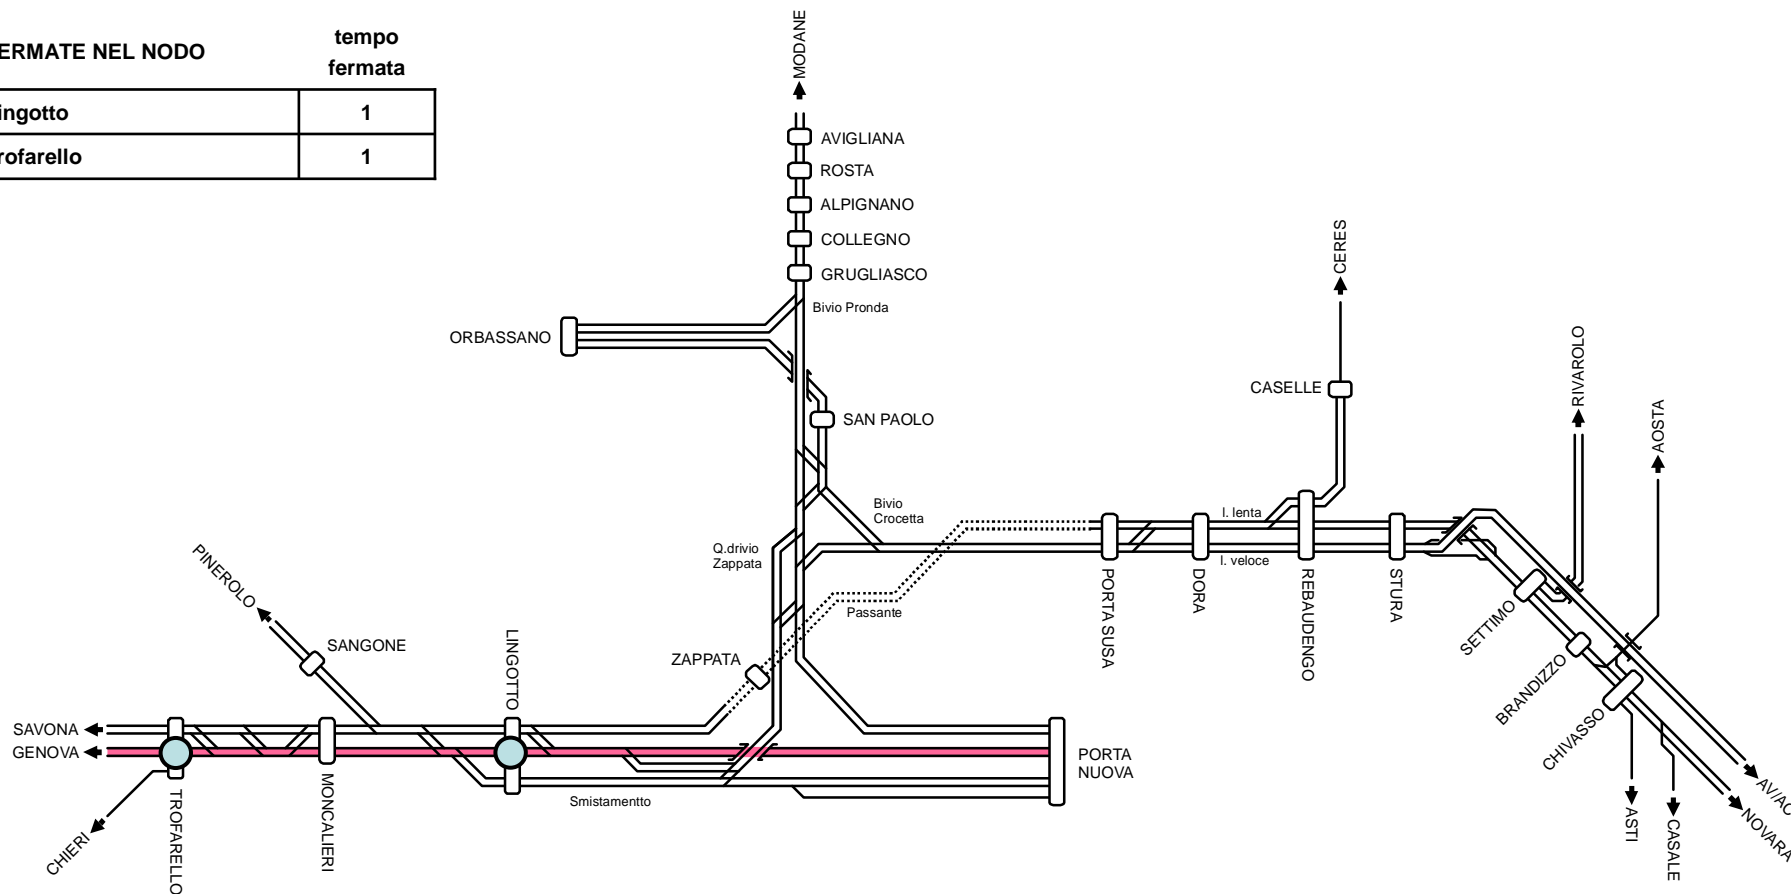 ERMATE NEL NODO
tempo
fermata
ingotto
1
rofarello
1
MODANE
AVIGLIANA
ROSTA
ALPIGNANO
COLLEGNO
GRUGLIASCO
Bivio Pronda
ORBASSANO
SAN PAOLO
CERES
CASELLE
RIVAROLO
AOSTA
Bivio
Crocetta
l. lenta
l. veloce
Q.drivio
Zappata
Passante
PORTA SUSA
DORA
REBAUDENGO
STURA
SETTIMO
BRANDIZZO
CHIVASSO
PINEROLO
SANGONE
LINGOTTO
ZAPPATA
SAVONA
GENOVA
PORTA
NUOVA
Smistamentto
TROFARELLO
MONCALIERI
CHIERI
ASTI
CASALE
AV/AC
NOVARA